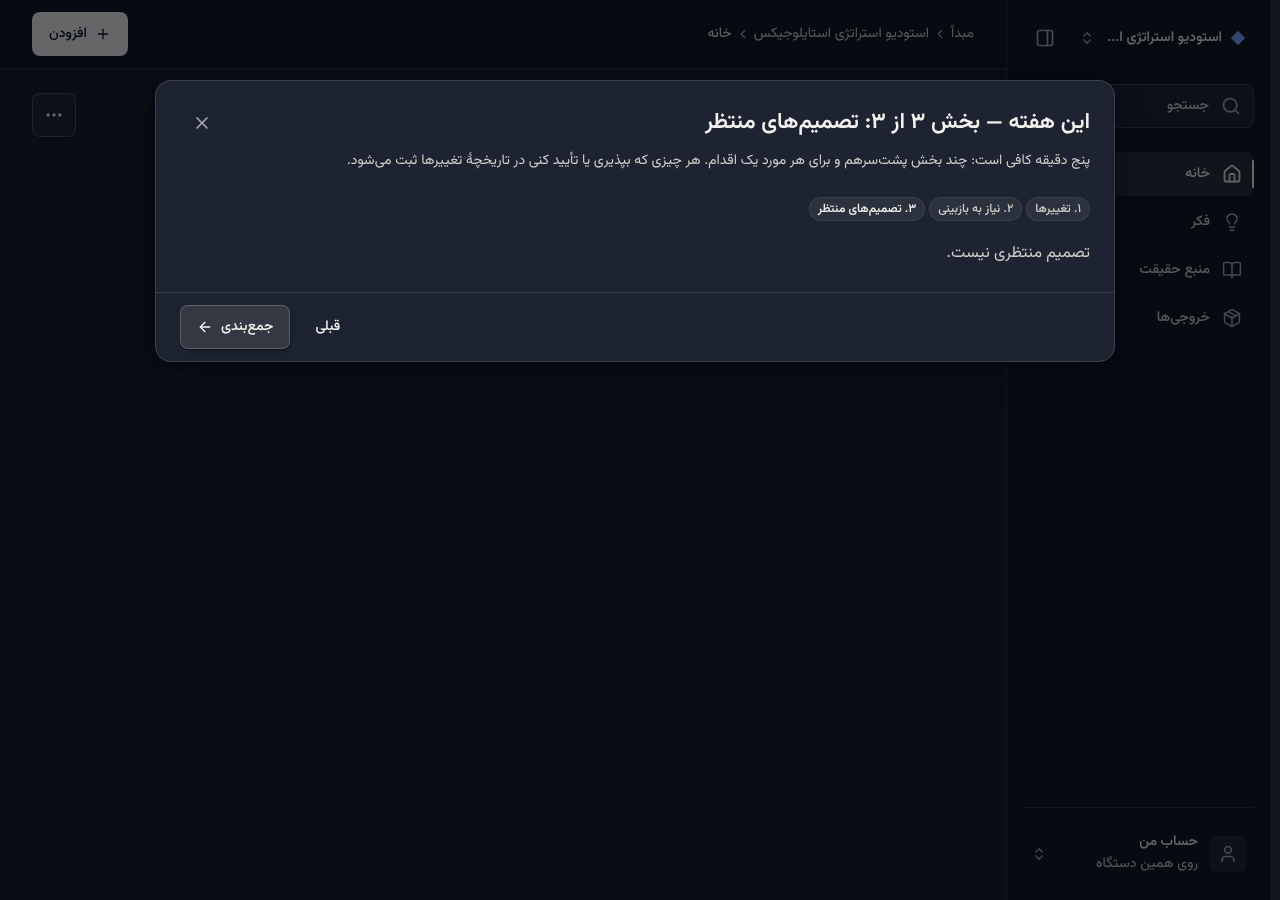 استودیو استراتژی ا...
مبدأ › استودیو استراتژی استایلوجیکس › خانه
افزودن
جستجو
خانه
فکر
منبع حقیقت
خروجی‌ها
این هفته — بخش ۳ از ۳: تصمیم‌های منتظر
پنج دقیقه کافی است: چند بخش پشت‌سرهم و برای هر مورد یک اقدام. هر چیزی که بپذیری یا تأیید کنی در تاریخچهٔ تغییرها ثبت می‌شود.
۱. تغییرها
۲. نیاز به بازبینی
۳. تصمیم‌های منتظر
تصمیم منتظری نیست.
قبلی
جمع‌بندی
حساب من
روی همین دستگاه